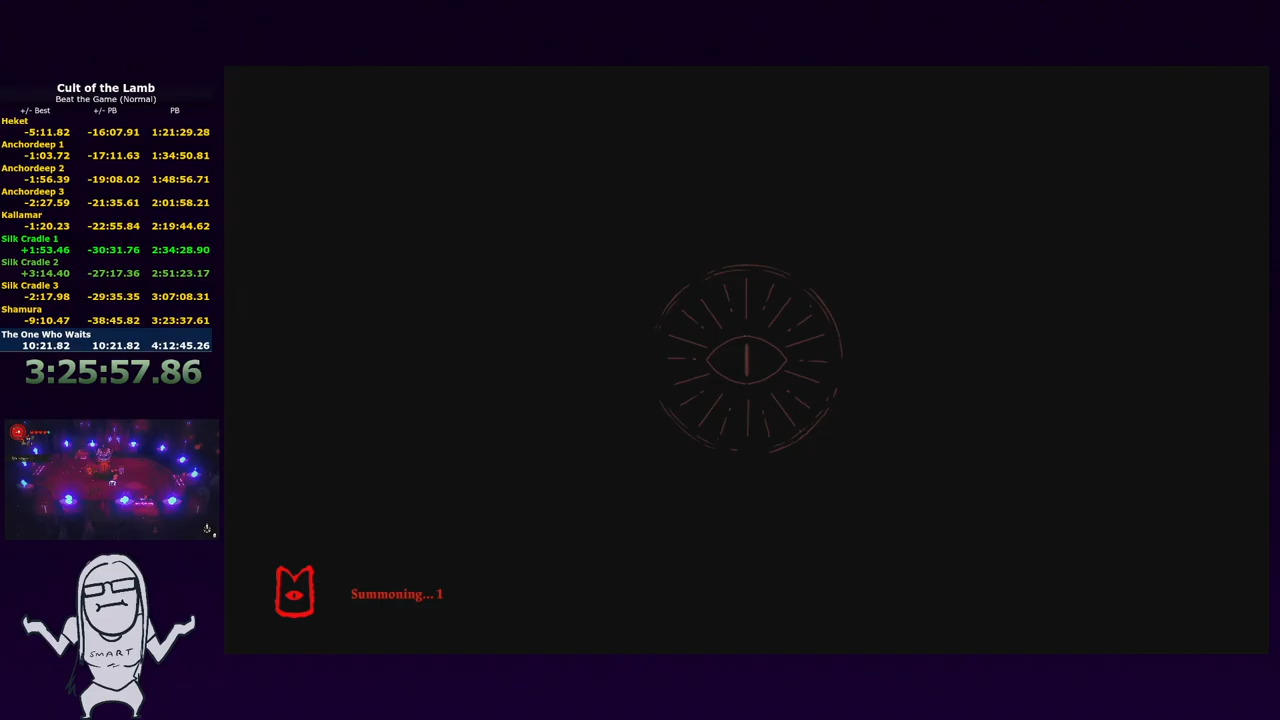 Cult of the Lamb
Beat the Game (Normal)
+/- Best +/- PB PB
Heket
-5:11.82 -16:07.91 1:21:29.28
Anchordeep 1
-1:03.72 -17:11.63 1:34:50.81
Anchordeep 2
-1:56.39 -19:08.02 1:48:56.71
Anchordeep 3
-2:27.59 -21:35.61 2:01:58.21
Kallamar
-1:20.23 -22:55.84 2:19:44.62
Silk Cradle 1
+1:53.46 -30:31.76 2:34:28.90
Silk Cradle 2
+3:14.40 -27:17.36 2:51:23.17
Silk Cradle 3
-2:17.98 -29:35.35 3:07:08.31
Shamura
-9:10.47 -38:45.82 3:23:37.61
The One Who Waits
10:21.82 10:21.82 4:12:45.26
3:25:57.86
SMART
Summoning... 1